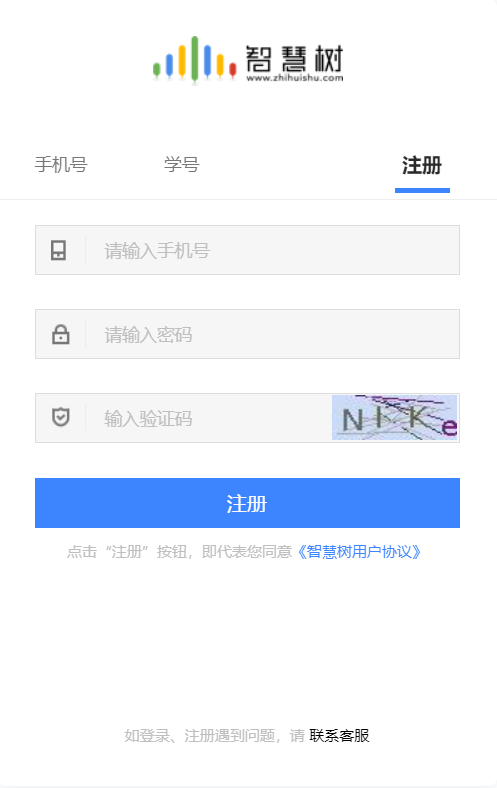 智慧树
www.zhihuishu.com
手机号 学号 注册
请输入手机号
请输入密码
输入验证码 NIKe
注册
点击“注册”按钮，即代表您同意《智慧树用户协议》
如登录、注册遇到问题，请 联系客服